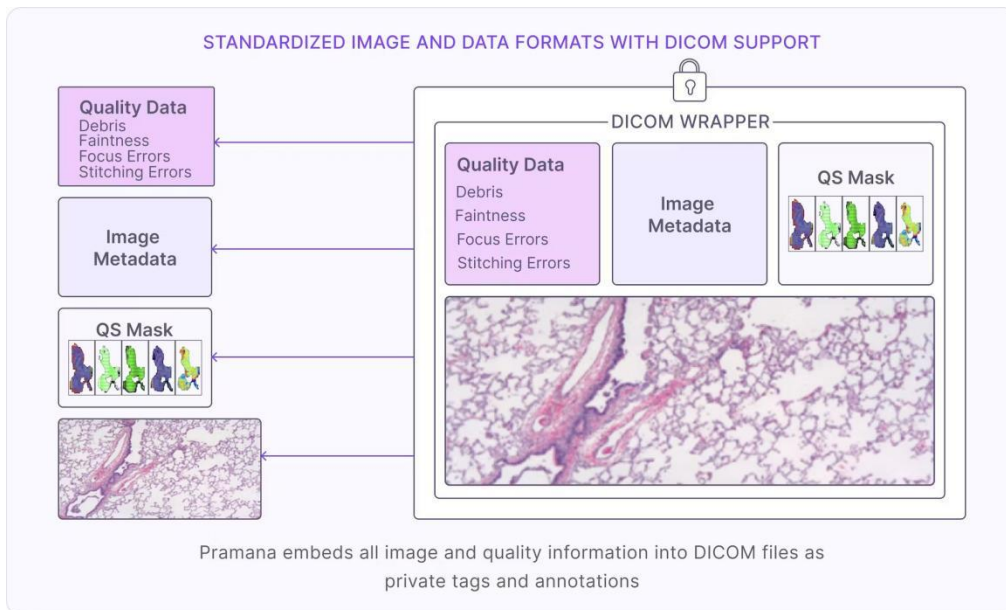 STANDARDIZED IMAGE AND DATA FORMATS WITH DICOM SUPPORT
Quality Data
Debris
Faintness
Focus Errors
Stitching Errors
Image
Metadata
QS Mask
DICOM WRAPPER
Quality Data
Debris
Faintness
Focus Errors
Stitching Errors
Image
Metadata
QS Mask
Pramana embeds all image and quality information into DICOM files as
private tags and annotations